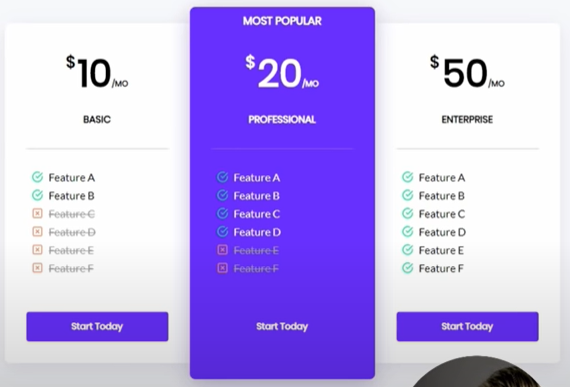 $10/MO
BASIC
Feature A
Feature B
Feature C
Feature D
Feature E
Feature F
Start Today
MOST POPULAR
$20/MO
PROFESSIONAL
Feature A
Feature B
Feature C
Feature D
Feature E
Feature F
Start Today
$50/MO
ENTERPRISE
Feature A
Feature B
Feature C
Feature D
Feature E
Feature F
Start Today